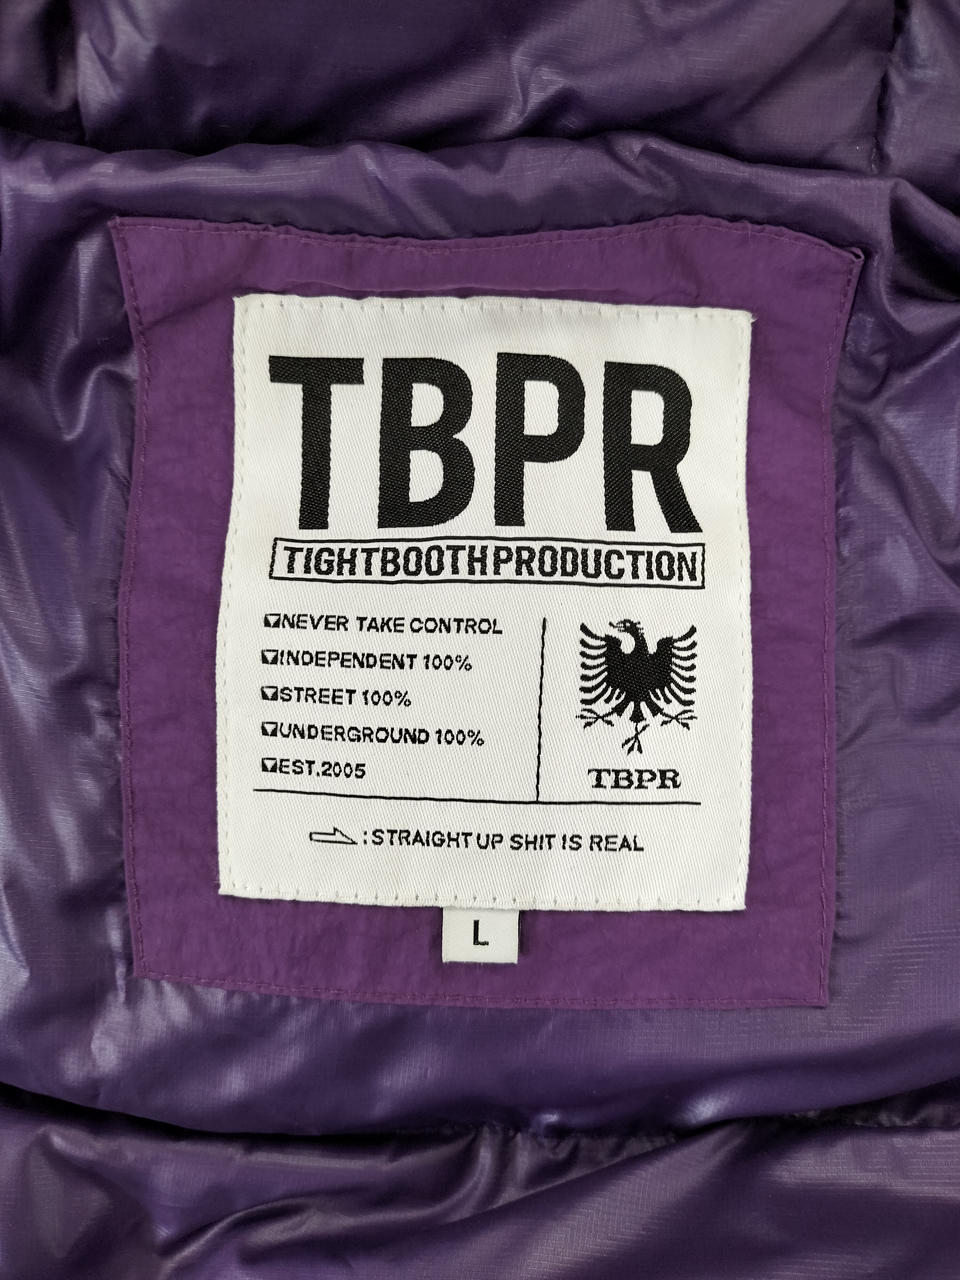 TBPR
TIGHTBOOTHPRODUCTION
NEVER TAKE CONTROL
INDEPENDENT 100%
STREET 100%
UNDERGROUND 100%
EST.2005
TBPR
:STRAIGHT UP SHIT IS REAL
L